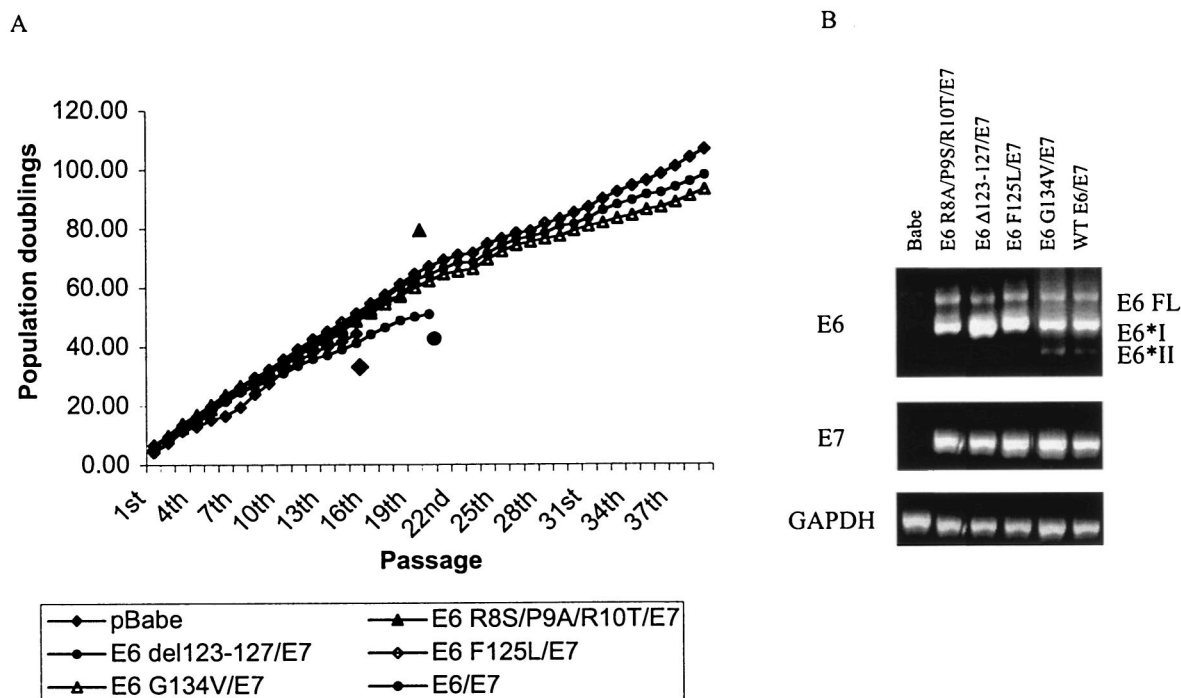 A
B
120.00
100.00
80.00
60.00
40.00
20.00
0.00
Population doublings
1st
4th
7th
10th
13th
16th
19th
22nd
25th
28th
31st
34th
37th
Passage
pBabe
E6 R8S/P9A/R10T/E7
E6 del123-127/E7
E6 F125L/E7
E6 G134V/E7
E6/E7
Babe
E6 R8A/P9S/R10T/E7
E6 Δ123-127/E7
E6 F125L/E7
E6 G134V/E7
WT E6/E7
E6
E6 FL
E6*I
E6*II
E7
GAPDH